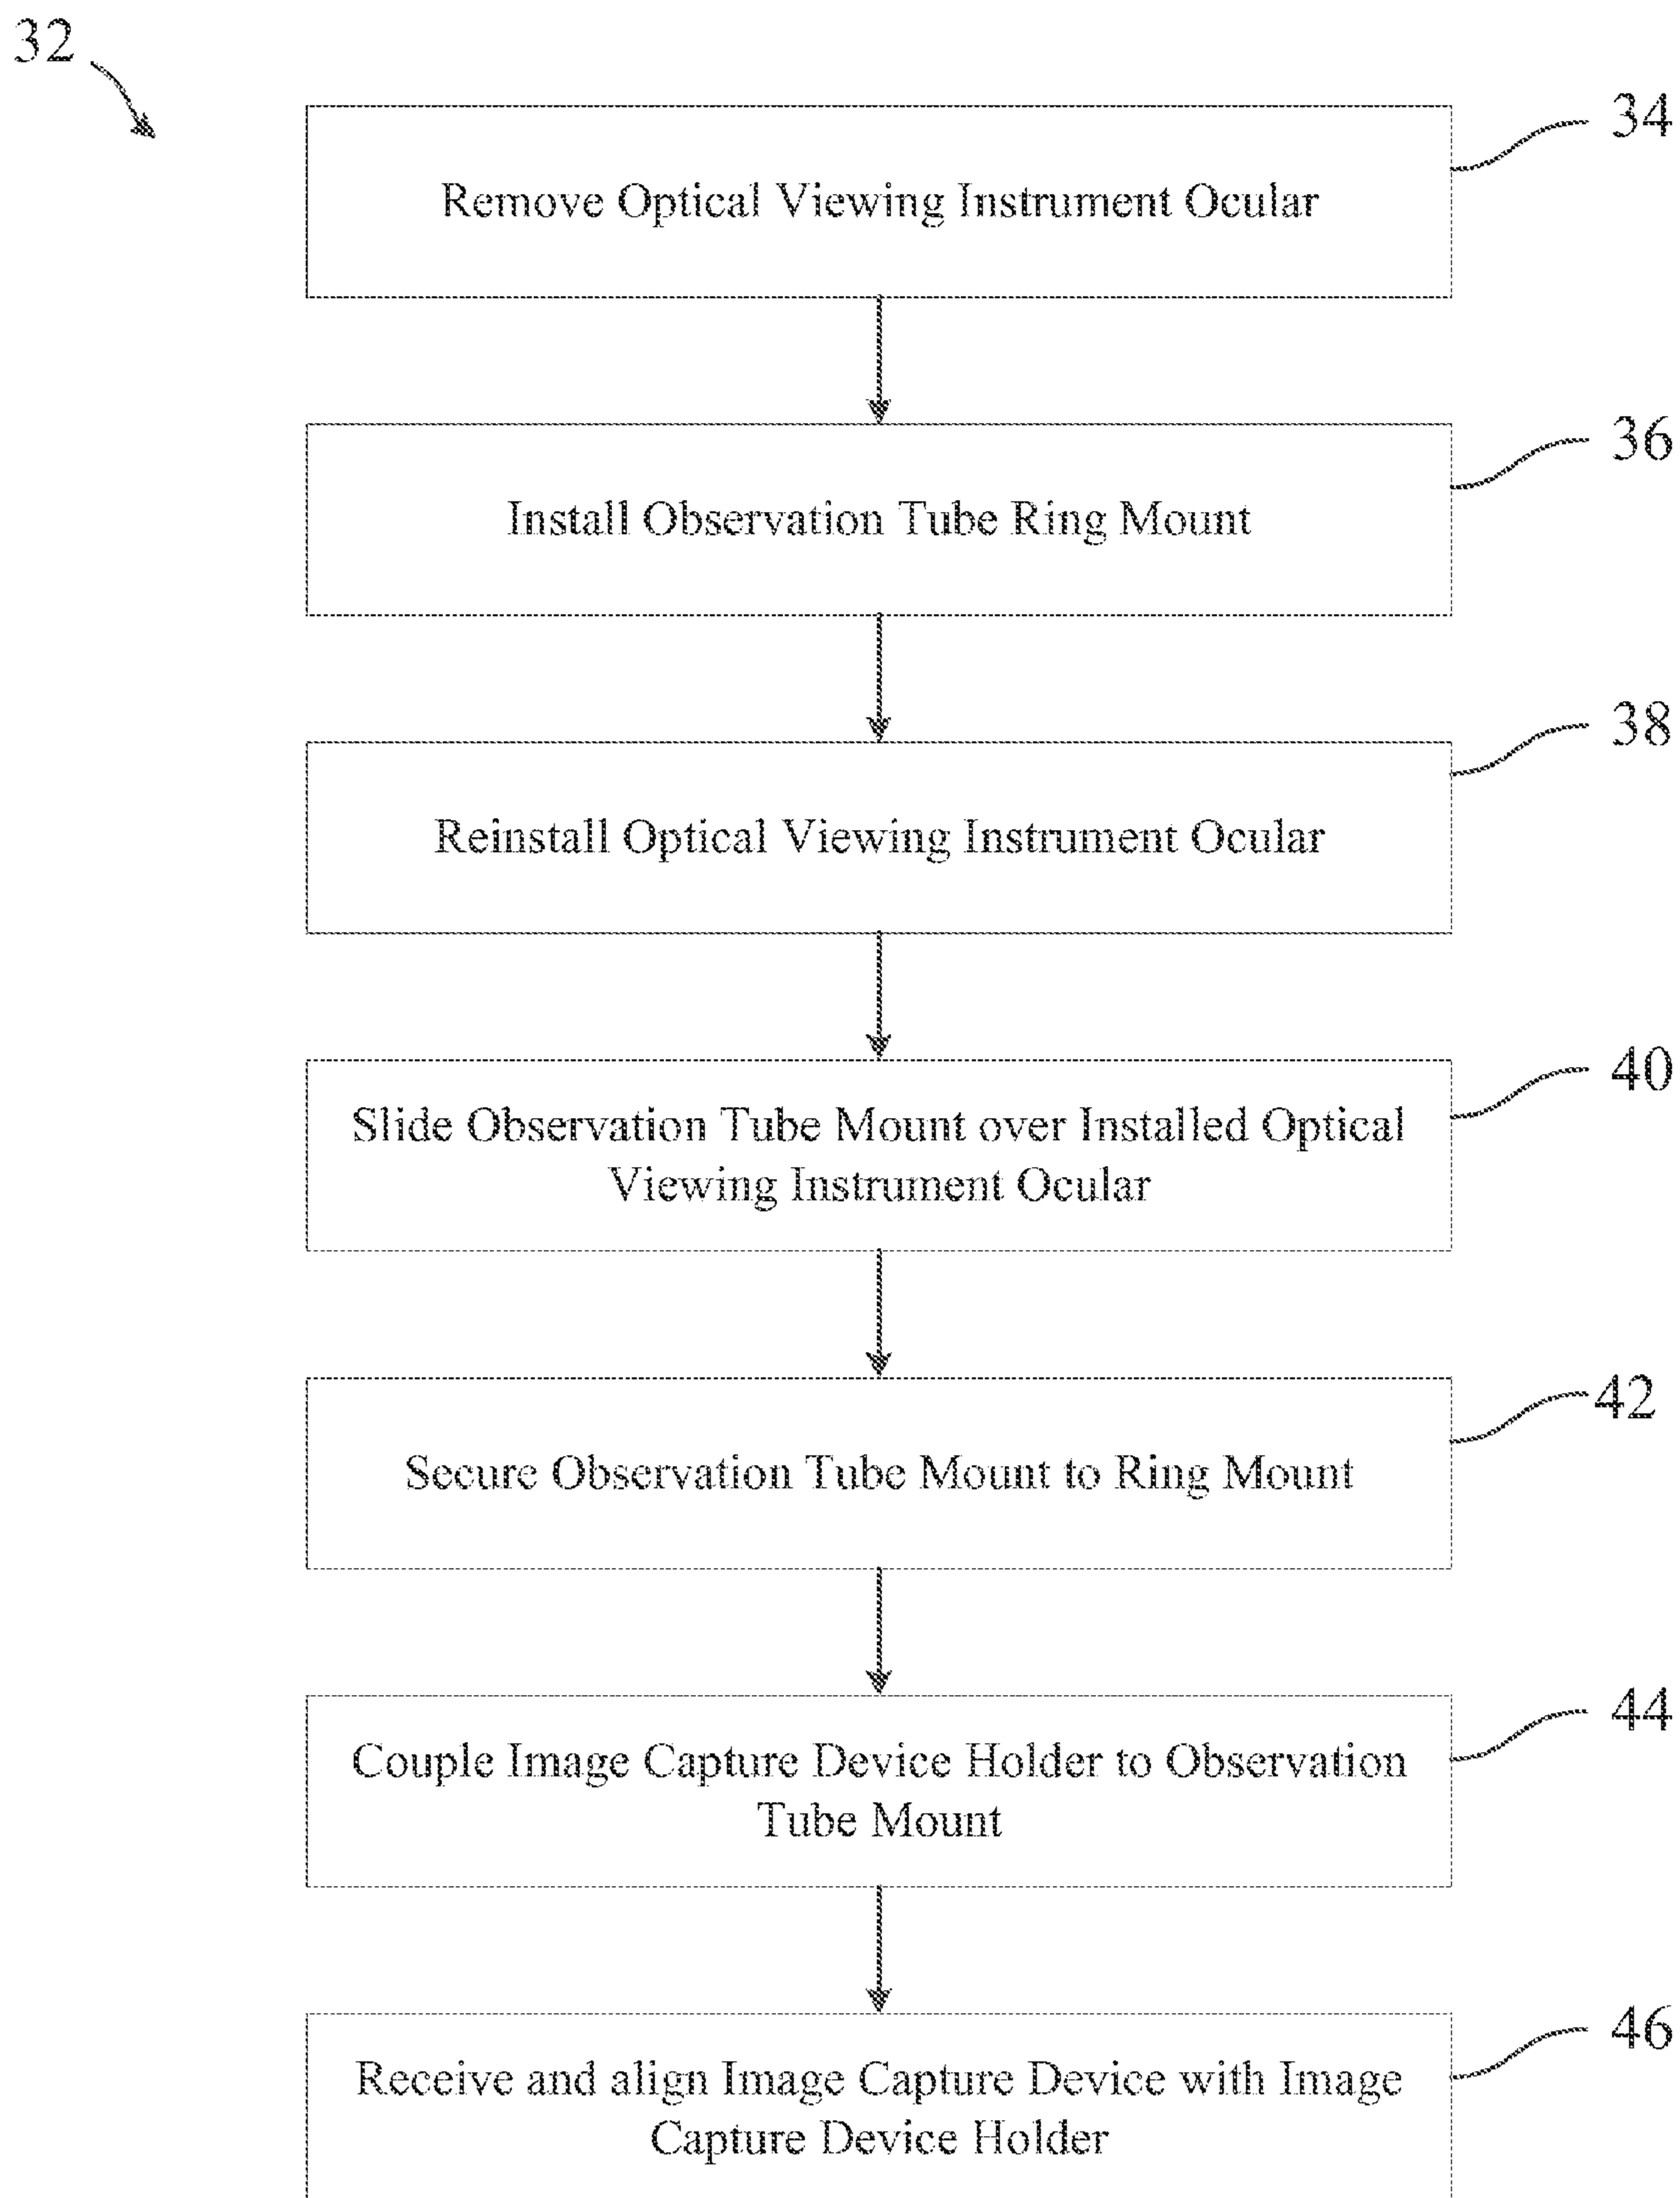 32
34
Remove Optical Viewing Instrument Ocular
36
Install Observation Tube Ring Mount
38
Reinstall Optical Viewing Instrument Ocular
40
Slide Observation Tube Mount over Installed Optical
Viewing Instrument Ocular
42
Secure Observation Tube Mount to Ring Mount
44
Couple Image Capture Device Holder to Observation
Tube Mount
46
Receive and align Image Capture Device with Image
Capture Device Holder